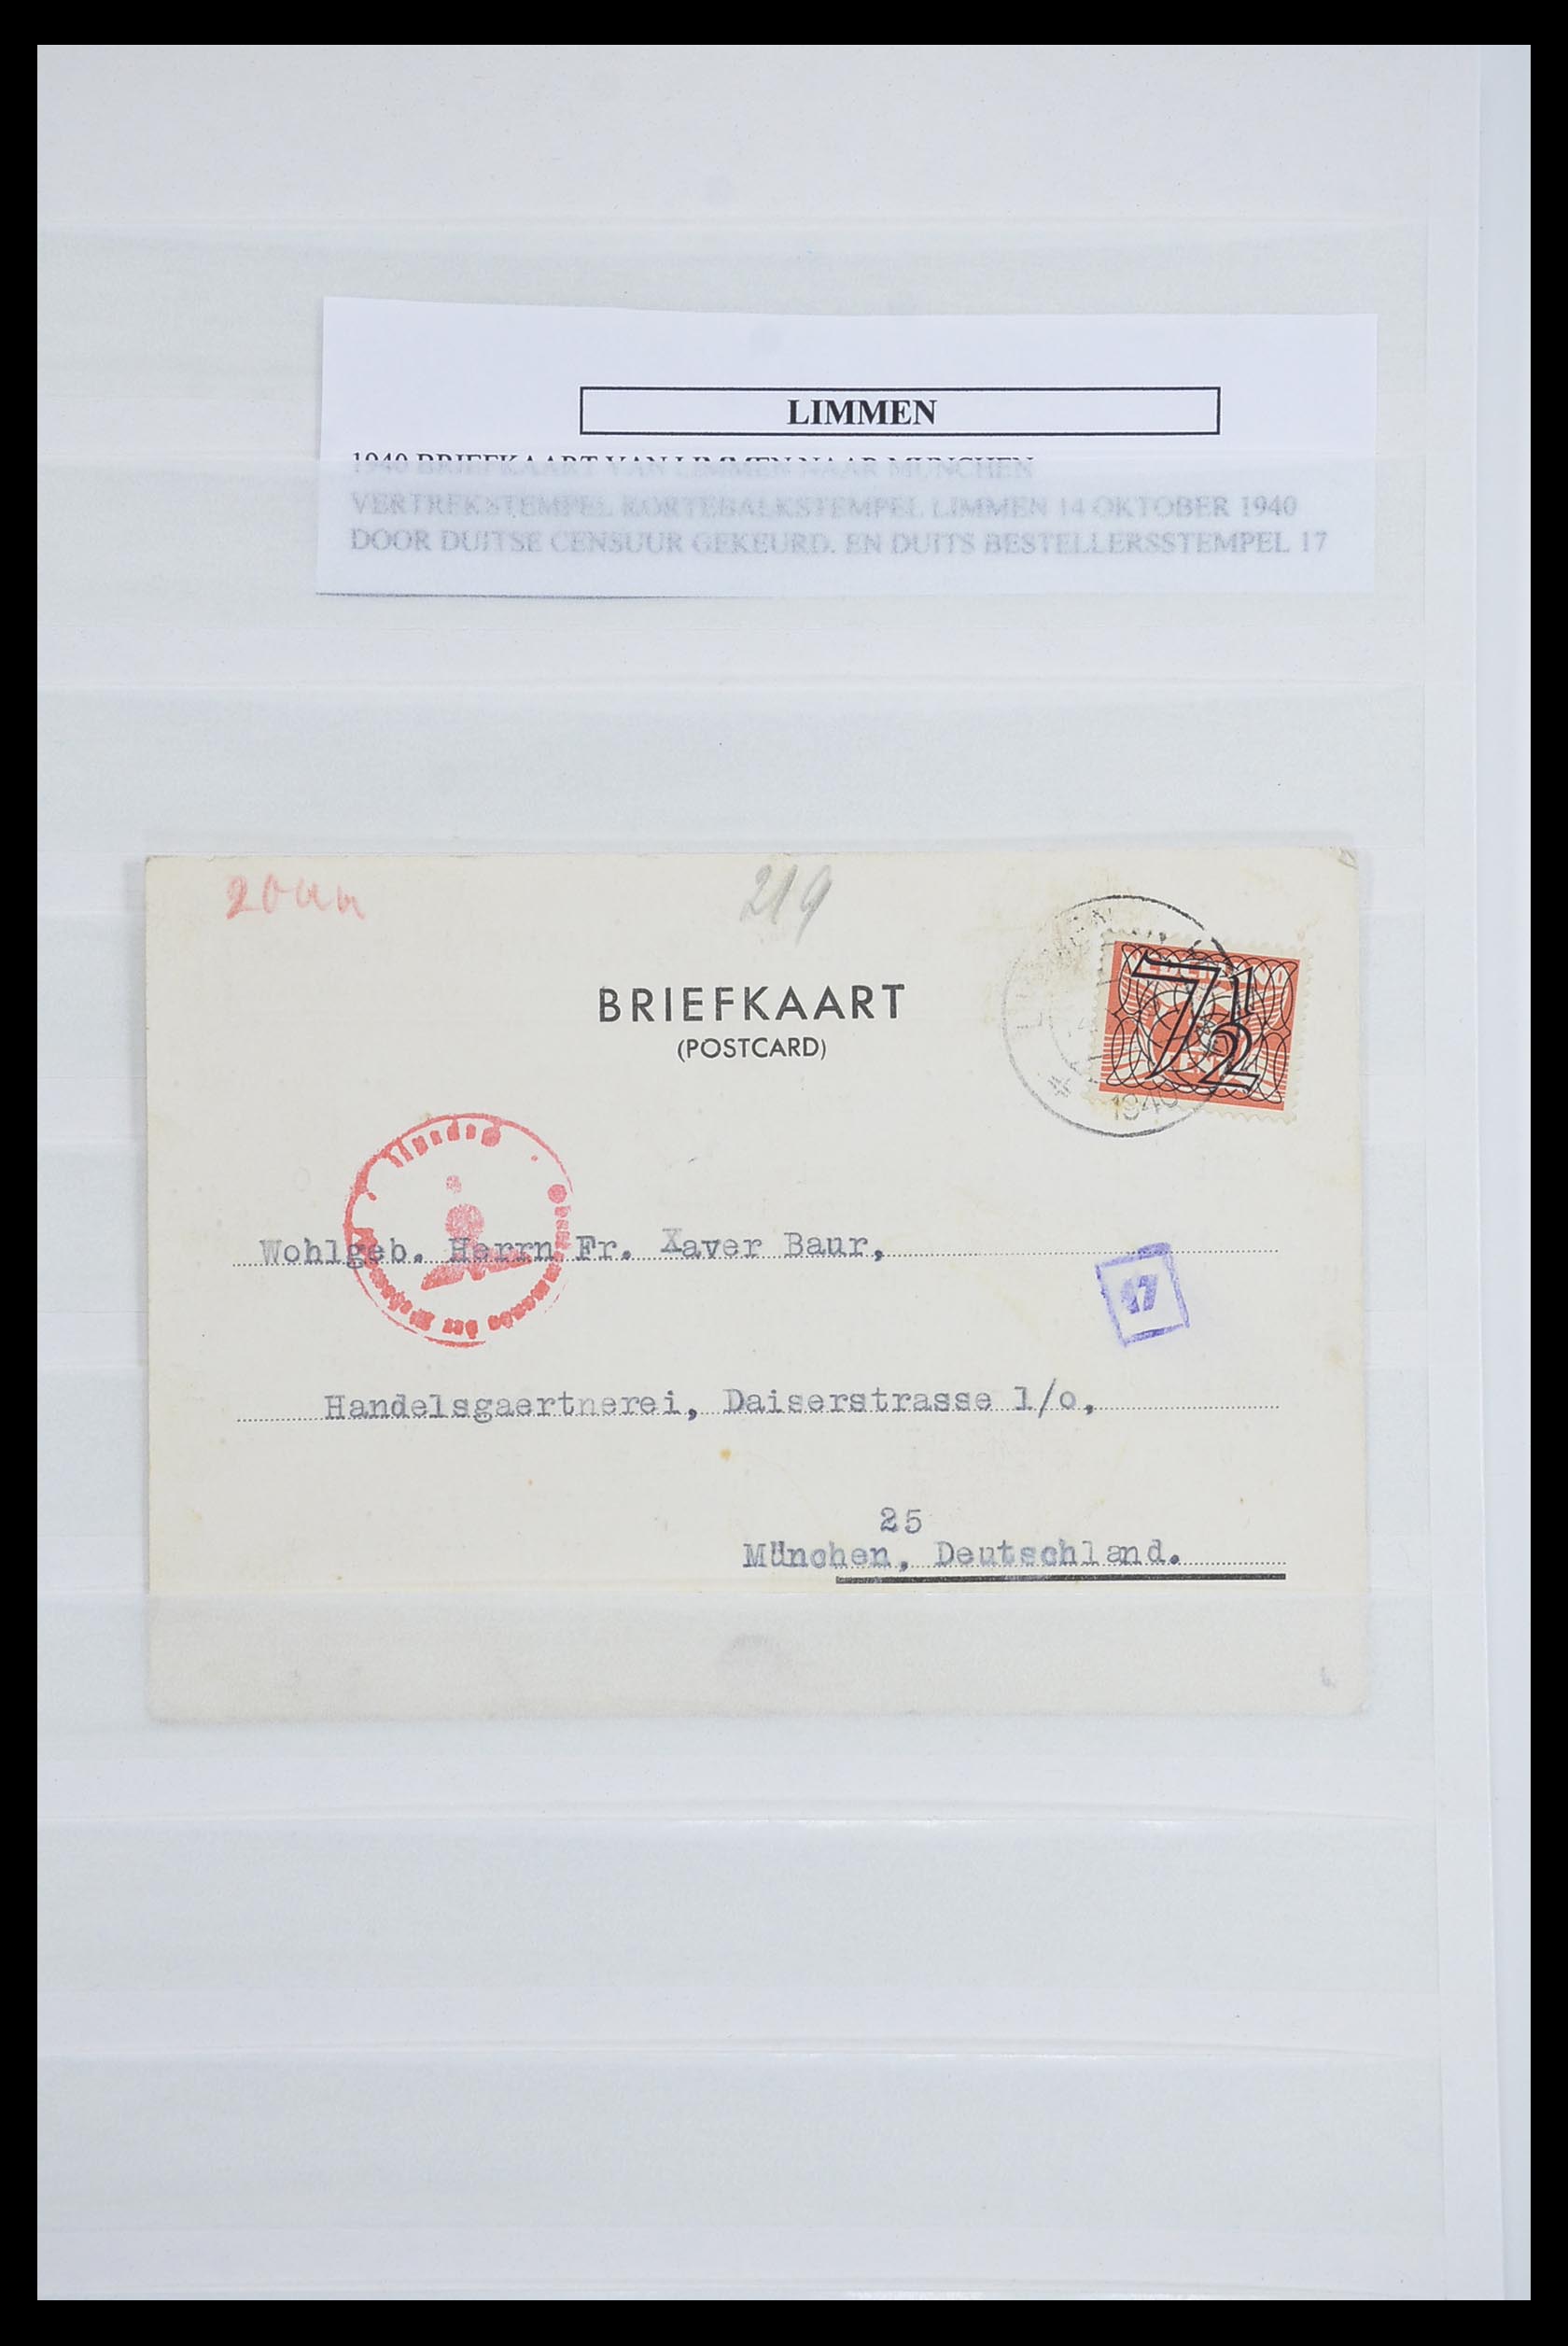 LIMMEN
1940 BRIEFKAART VAN LIMMEN NAAR MUNCHEN
VERTREKSTEMPEL KORTEBALKSTEMPEL LIMMEN 14 OKTOBER 1940
DOOR DUITSE CENSUUR GEKEURD. EN DUITS BESTELLERSSTEMPEL 17
219
BRIEFKAART
(POSTCARD)
7½
1940
Wohlgeb. Herrn Fr. Xaver Baur,
17
Handelsgaertnerei, Daiserstrasse 1/o,
25
München, Deutschland.